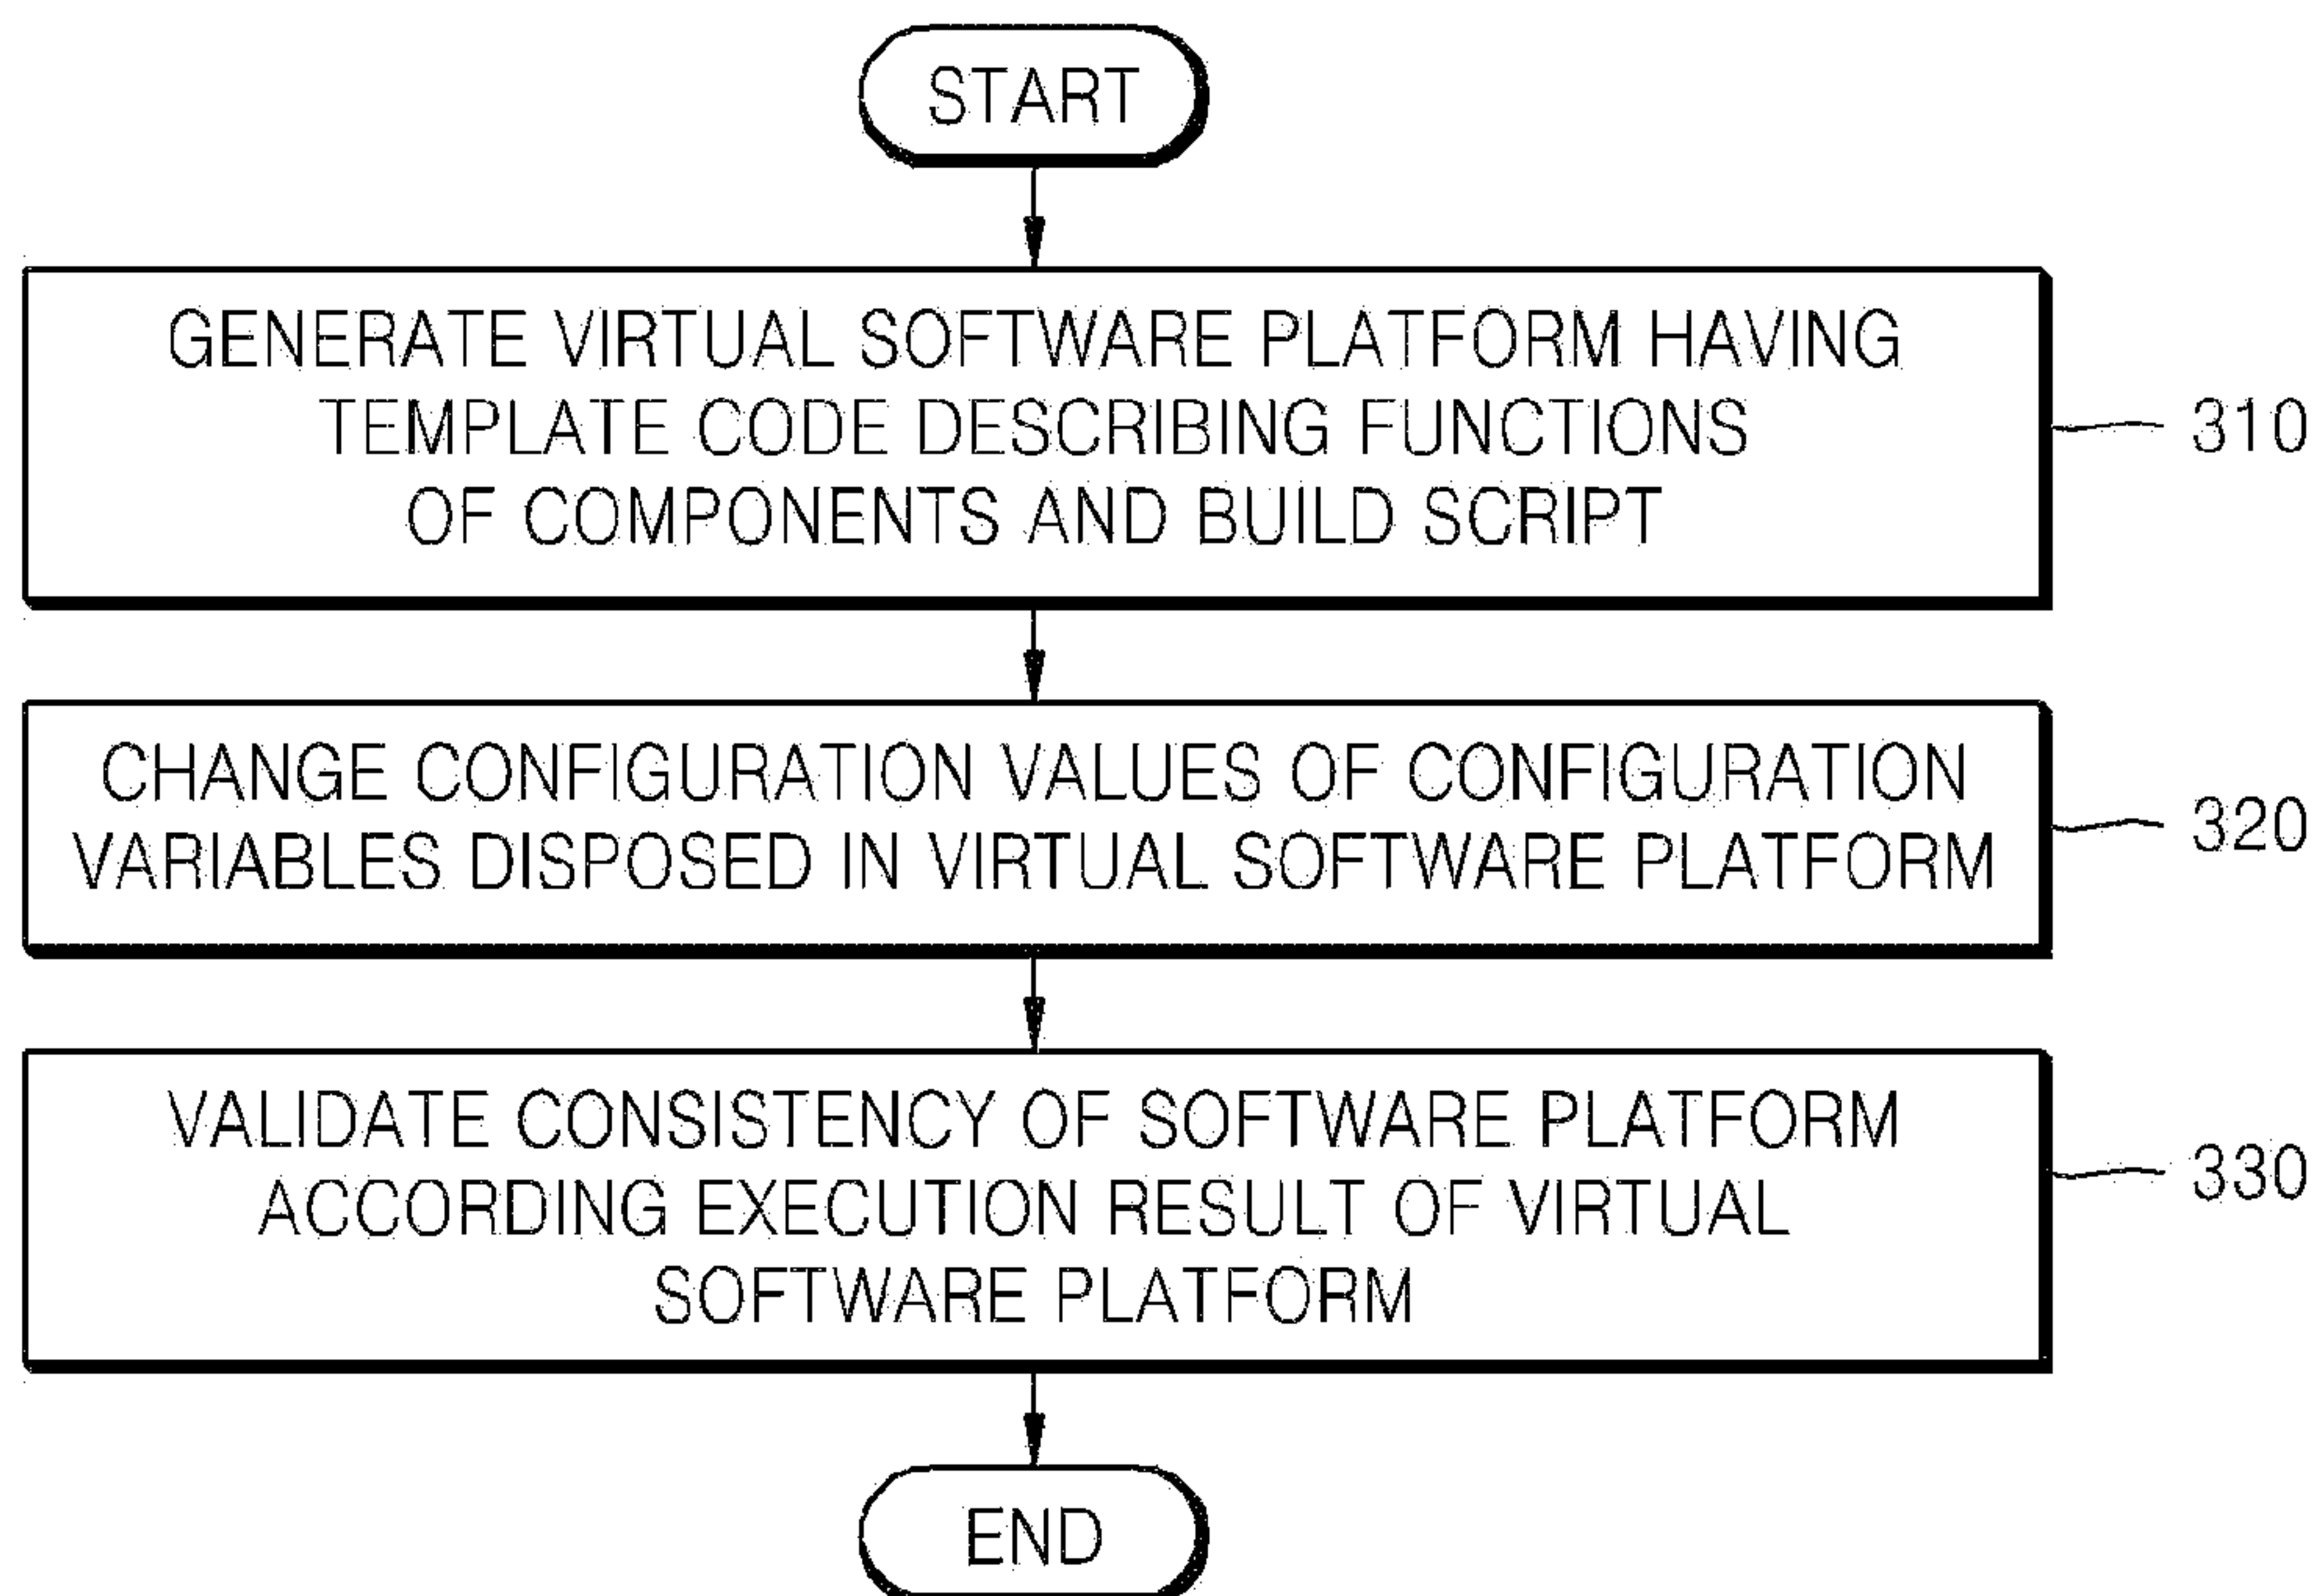 START
GENERATE VIRTUAL SOFTWARE PLATFORM HAVING
TEMPLATE CODE DESCRIBING FUNCTIONS
OF COMPONENTS AND BUILD SCRIPT
310
CHANGE CONFIGURATION VALUES OF CONFIGURATION
VARIABLES DISPOSED IN VIRTUAL SOFTWARE PLATFORM
320
VALIDATE CONSISTENCY OF SOFTWARE PLATFORM
ACCORDING EXECUTION RESULT OF VIRTUAL
SOFTWARE PLATFORM
330
END